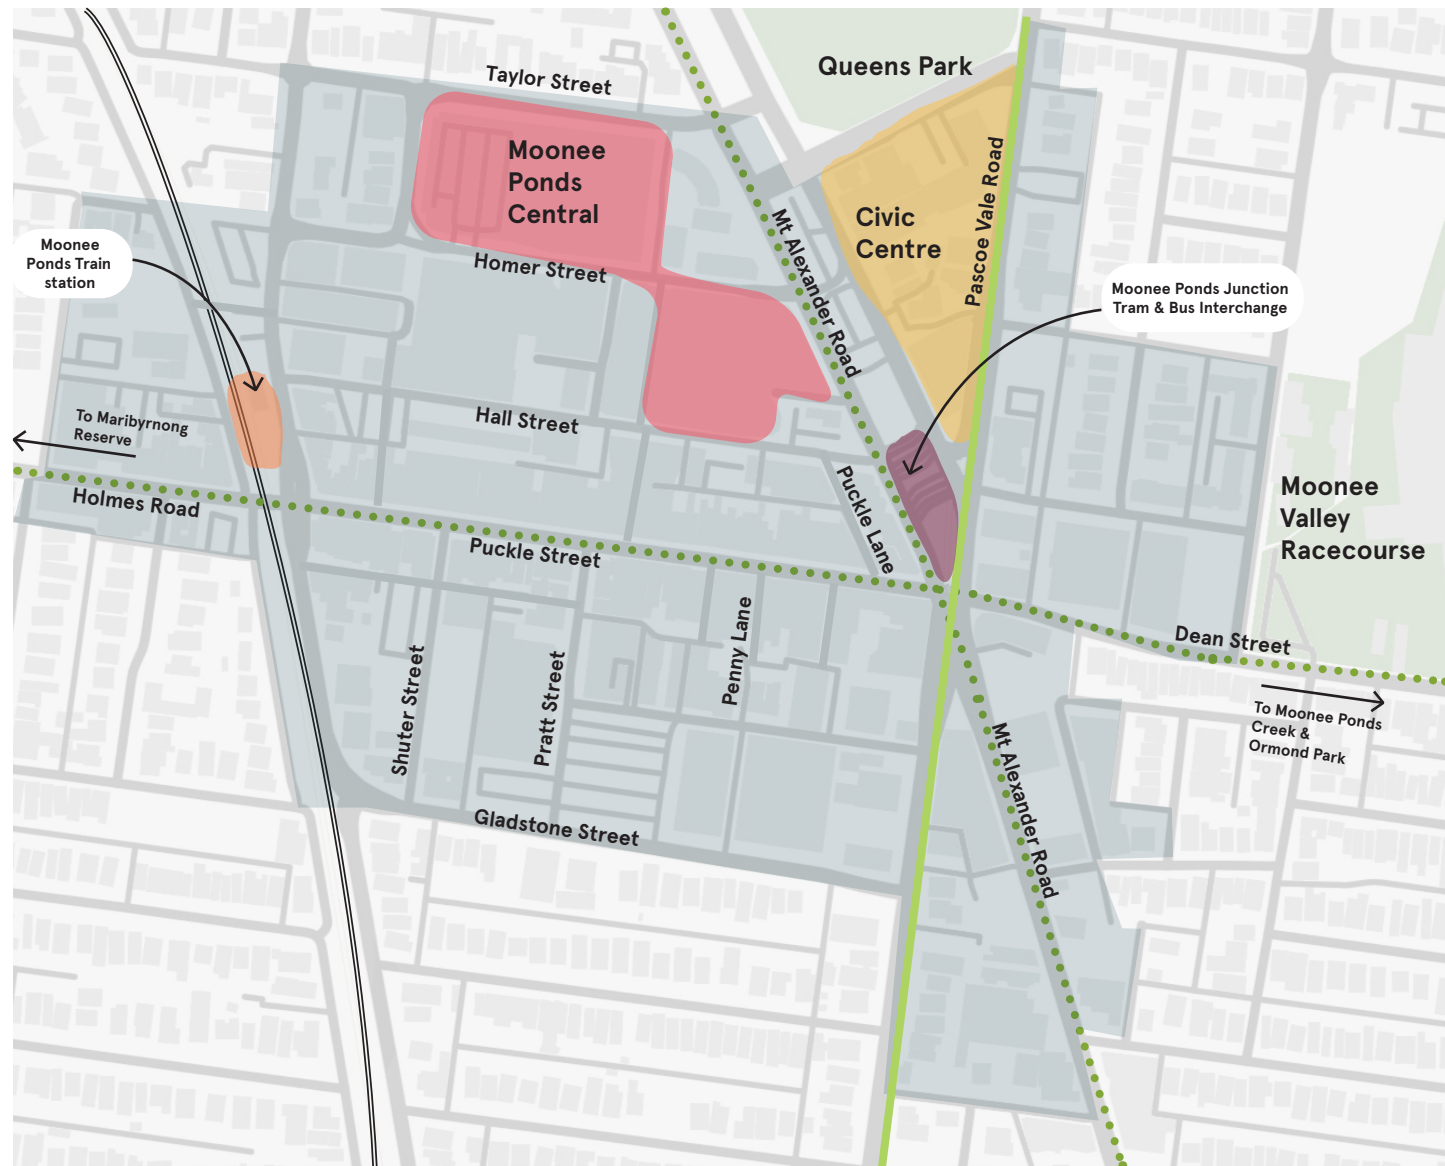 Queens Park
Taylor Street
Moonee
Ponds
Central
Pascoe Vale Road
Civic
Centre
Mt Alexander Road
Moonee
Ponds Train
station
Homer Street
Moonee Ponds Junction
Tram & Bus Interchange
To Maribyrnong
Reserve
Hall Street
Holmes Road
Puckle Lane
Moonee
Valley
Racecourse
Puckle Street
Penny Lane
Dean Street
Shuter Street
Pratt Street
To Moonee Ponds
Creek &
Ormond Park
Mt Alexander Road
Gladstone Street